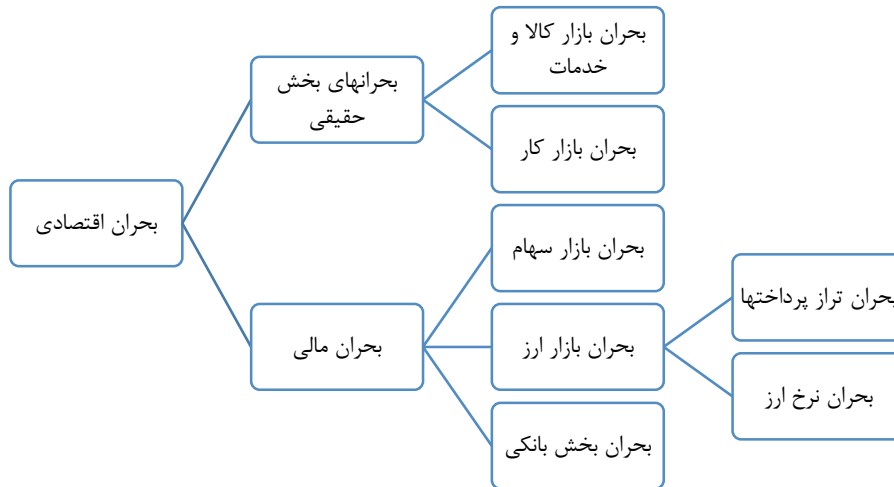 بحران اقتصادی
بحرانهای بخش
حقیقی
بحران بازار کالا و
خدمات
بحران بازار کار
بحران مالی
بحران بازار سهام
بحران بازار ارز
بحران تراز پرداختها
بحران نرخ ارز
بحران بخش بانکی